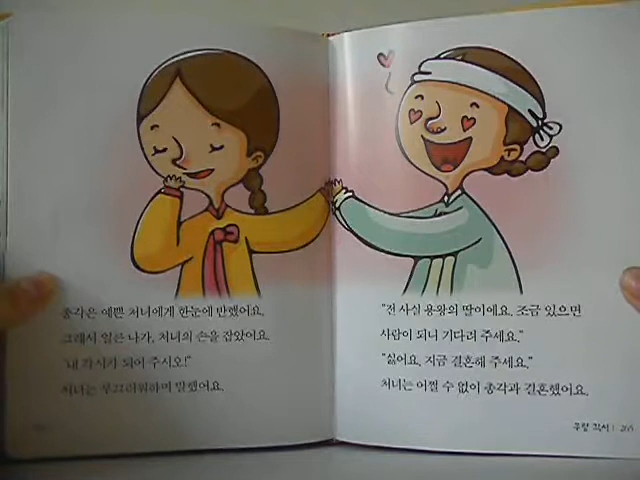 총각은 예쁜 처녀에게 한눈에 반했어요.
그래서 얼른 나가, 처녀의 손을 잡았어요.
"내 각시가 되어 주시오!"
처녀는 부끄러워하며 말했어요.
"전 사실 용왕의 딸이에요. 조금 있으면
사람이 되니 기다려 주세요."
"싫어요. 지금 결혼해 주세요."
처녀는 어쩔 수 없이 총각과 결혼했어요.
우렁 각시